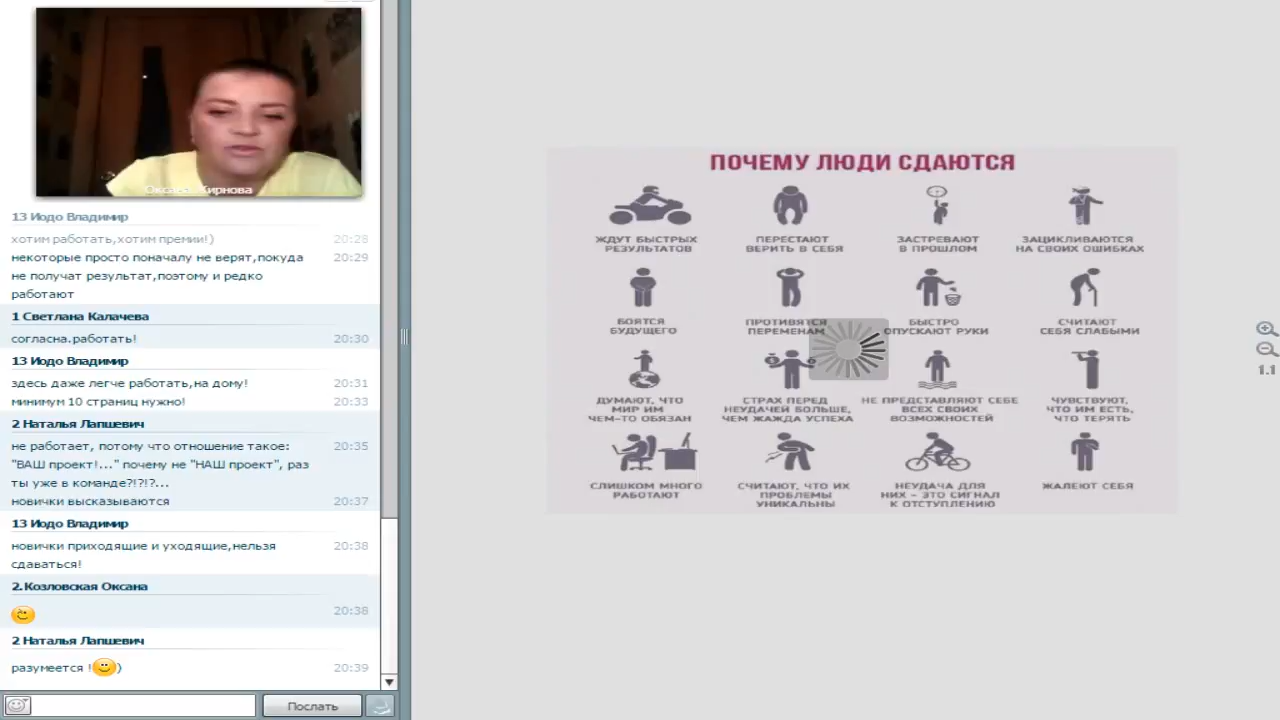 Оксана Жирнова
13 Иодо Владимир
хотим работать,хотим премии!) 20:28
некоторые просто поначалу не верят,покуда 20:29
не получат результат,поэтому и редко
работают
1 Светлана Калачева
согласна.работать! 20:30
13 Иодо Владимир
здесь даже легче работать,на дому! 20:31
минимум 10 страниц нужно! 20:33
2 Наталья Лапшевич
не работает, потому что отношение такое: 20:35
"ВАШ проект!..." почему не "НАШ проект", раз
ты уже в команде?!?!?...
новички высказываются 20:37
13 Иодо Владимир
новички приходящие и уходящие,нельзя 20:38
сдаваться!
2.Козловская Оксана
20:38
2 Наталья Лапшевич
разумеется !) 20:39
Послать
ПОЧЕМУ ЛЮДИ СДАЮТСЯ
ЖДУТ БЫСТРЫХ
РЕЗУЛЬТАТОВ
ПЕРЕСТАЮТ
ВЕРИТЬ В СЕБЯ
ЗАСТРЕВАЮТ
В ПРОШЛОМ
ЗАЦИКЛИВАЮТСЯ
НА СВОИХ ОШИБКАХ
БОЯТСЯ
БУДУЩЕГО
ПРОТИВЯТСЯ
ПЕРЕМЕНАМ
БЫСТРО
ОПУСКАЮТ РУКИ
СЧИТАЮТ
СЕБЯ СЛАБЫМИ
ДУМАЮТ, ЧТО
МИР ИМ
ЧЕМ-ТО ОБЯЗАН
СТРАХ ПЕРЕД
НЕУДАЧЕЙ БОЛЬШЕ,
ЧЕМ ЖАЖДА УСПЕХА
НЕ ПРЕДСТАВЛЯЮТ СЕБЕ
ВСЕХ СВОИХ
ВОЗМОЖНОСТЕЙ
ЧУВСТВУЮТ,
ЧТО ИМ ЕСТЬ,
ЧТО ТЕРЯТЬ
СЛИШКОМ МНОГО
РАБОТАЮТ
СЧИТАЮТ, ЧТО ИХ
ПРОБЛЕМЫ
УНИКАЛЬНЫ
НЕУДАЧА ДЛЯ
НИХ – ЭТО СИГНАЛ
К ОТСТУПЛЕНИЮ
ЖАЛЕЮТ СЕБЯ
1.1